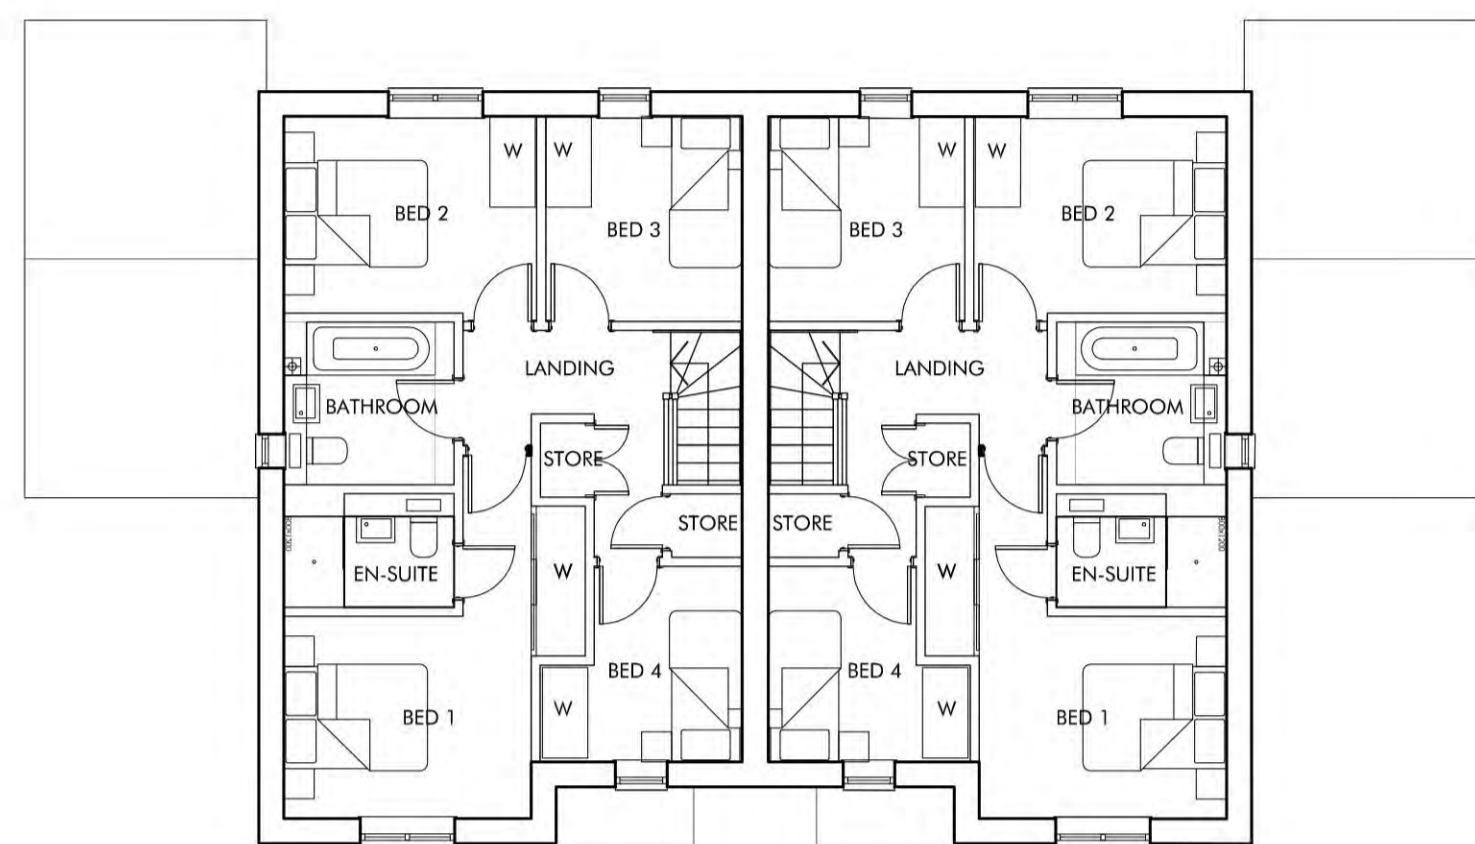 W W W W
BED 2 BED 2
BED 3 BED 3
LANDING LANDING
BATHROOM BATHROOM
STORE STORE
STORE STORE
EN-SUITE W W EN-SUITE
BED 4 BED 4
W W
BED 1 BED 1